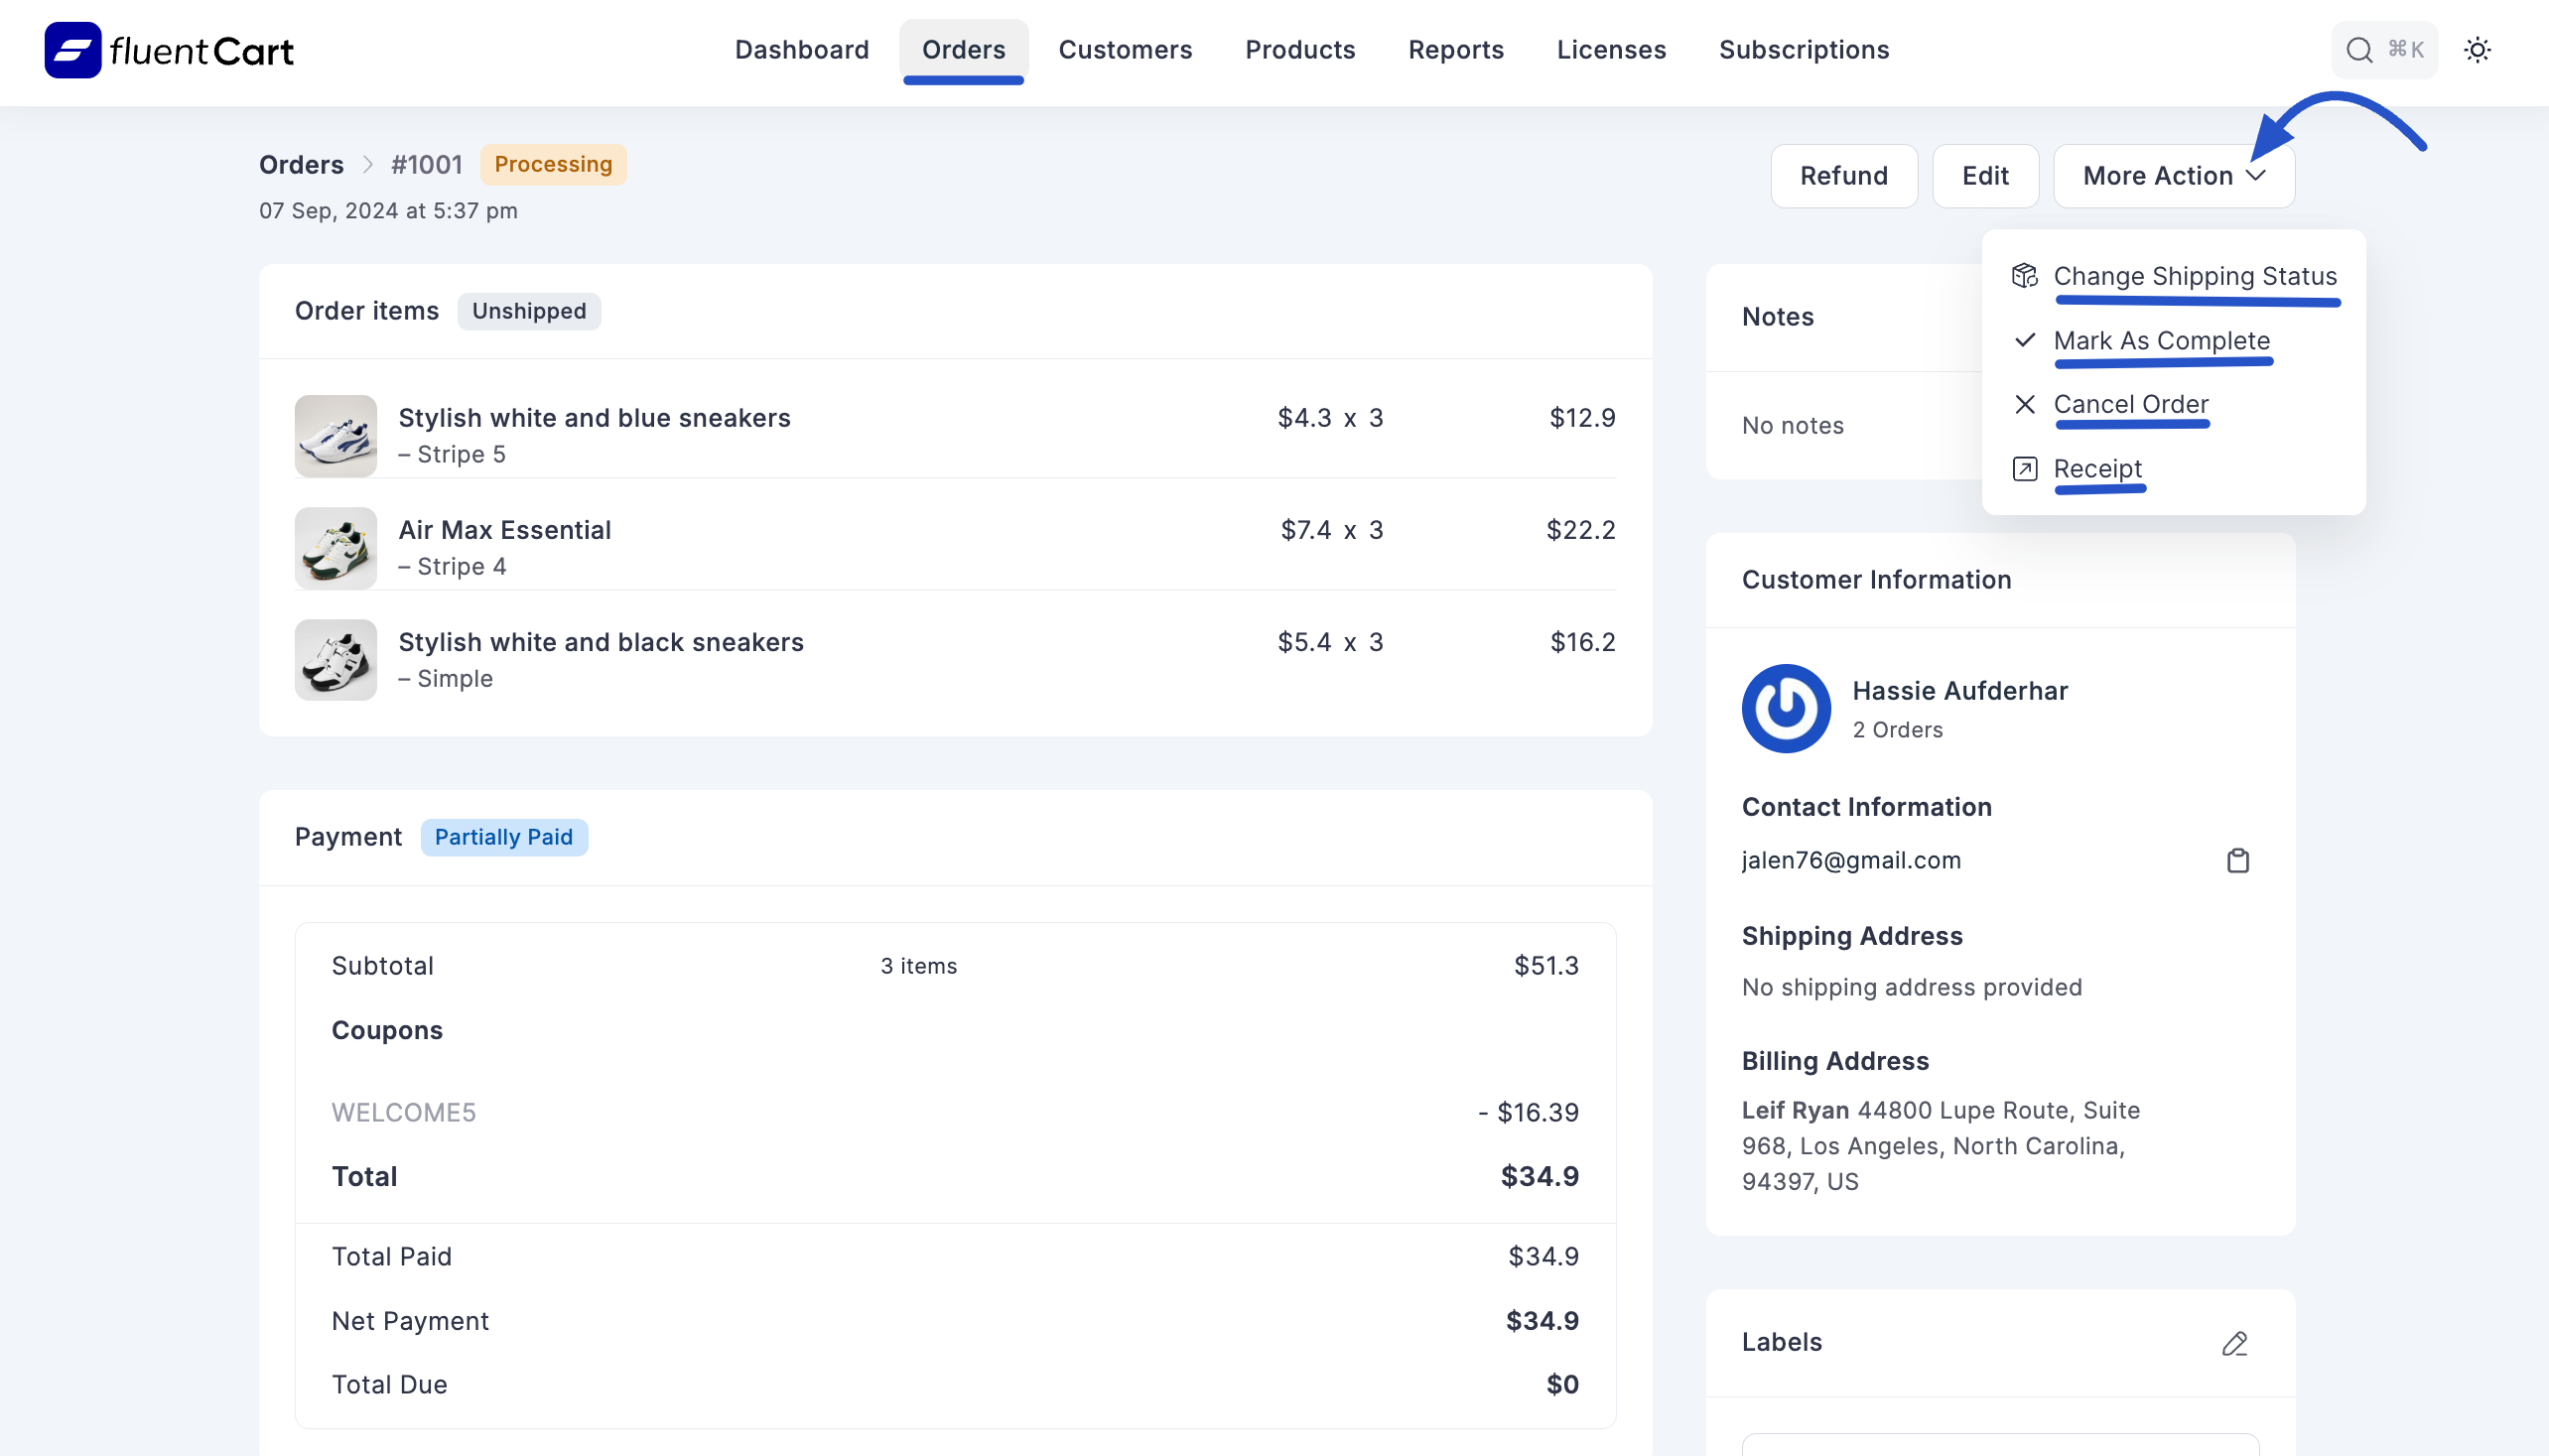 fluentCart
Dashboard Orders Customers Products Reports Licenses Subscriptions
⌘K
Orders > #1001 Processing
07 Sep, 2024 at 5:37 pm
Refund Edit More Action
Change Shipping Status
Mark As Complete
Cancel Order
Receipt
Order items Unshipped
Stylish white and blue sneakers $4.3 x 3 $12.9
– Stripe 5
Air Max Essential $7.4 x 3 $22.2
– Stripe 4
Stylish white and black sneakers $5.4 x 3 $16.2
– Simple
Payment Partially Paid
Subtotal 3 items $51.3
Coupons
WELCOME5 - $16.39
Total $34.9
Total Paid $34.9
Net Payment $34.9
Total Due $0
Notes
No notes
Customer Information
Hassie Aufderhar
2 Orders
Contact Information
jalen76@gmail.com
Shipping Address
No shipping address provided
Billing Address
Leif Ryan 44800 Lupe Route, Suite
968, Los Angeles, North Carolina,
94397, US
Labels